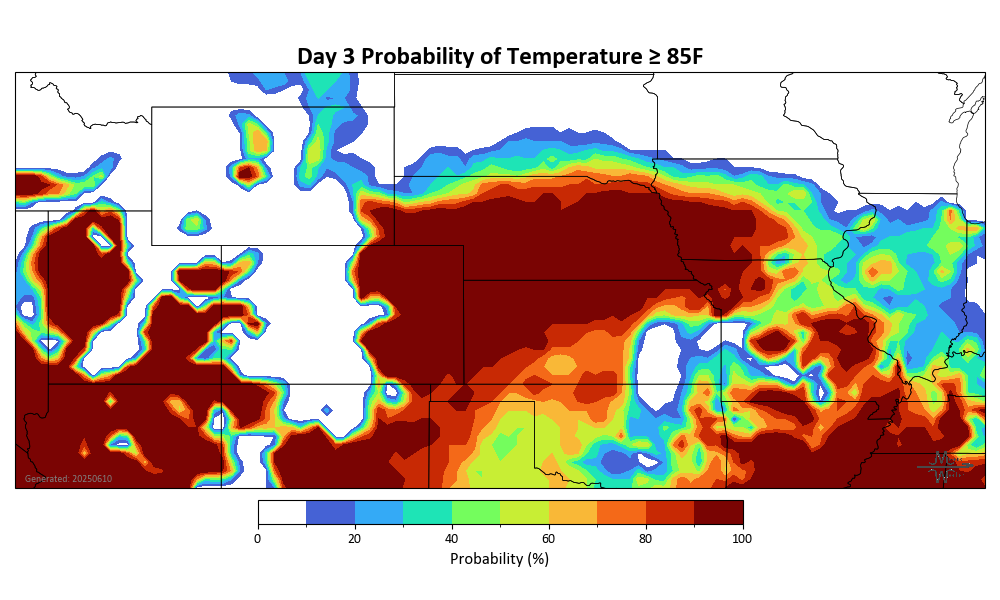 Day 3 Probability of Temperature ≥ 85F
Generated: 20250610
0 20 40 60 80 100
Probability (%)